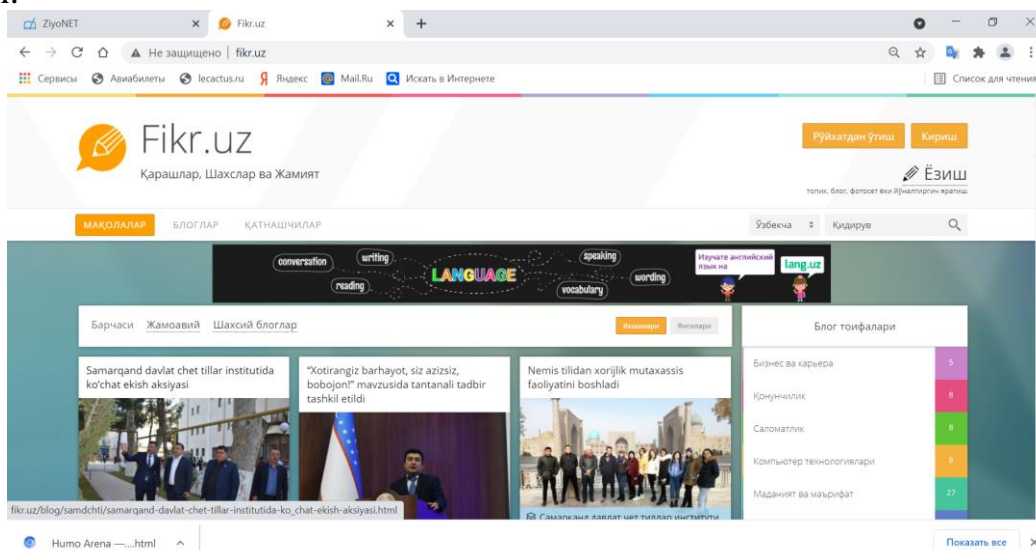 ZiyoNET
Fikr.uz
Не защищено | fikr.uz
Сервисы Авиабилеты lecactus.ru Яндекс Mail.Ru Искать в Интернете Список для чтения
Fikr.uz
Қарашлар, Шахслар ва Жамият
Рўйхатдан ўтиш Кириш
Ёзиш
топик, блог, фотосет ёки йўналтиргич яратиш
МАҚОЛАЛАР БЛОГЛАР ҚАТНАШЧИЛАР Ўзбекча Қидирув
conversation writing reading LANGUAGE speaking vocabulary wording
Изучате английский язык на lang.uz
Барчаси Жамоавий Шахсий блоглар Яхшилари Янгилари
Samarqand davlat chet tillar institutida
ko'chat ekish aksiyasi
"Xotirangiz barhayot, siz azizsiz,
bobojon!" mavzusida tantanali tadbir
tashkil etildi
Nemis tilidan xorijlik mutaxassis
faoliyatini boshladi
Самарқанд давлат чет тиллар институти
Блог тоифалари
Бизнес ва карьера 5
Қонунчилик 8
Саломатлик 8
Компьютер технологиялари 6
Маданият ва маърифат 27
fikr.uz/blog/samdchti/samarqand-davlat-chet-tillar-institutida-ko_chat-ekish-aksiyasi.html
Humo Arena —....html Показать все